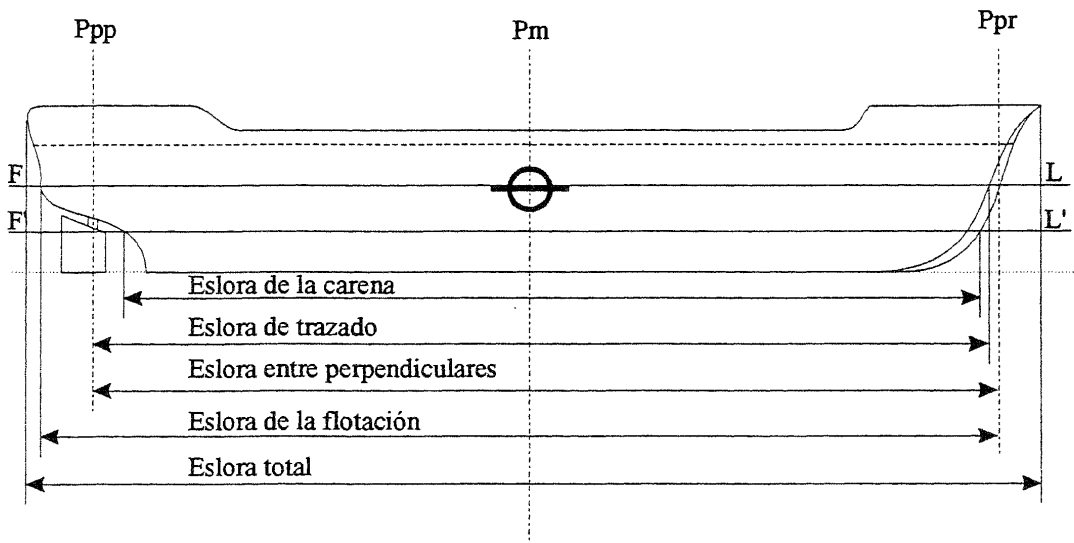 Ppp
Pm
Ppr
F
L
F'
L'
Eslora de la carena
Eslora de trazado
Eslora entre perpendiculares
Eslora de la flotación
Eslora total